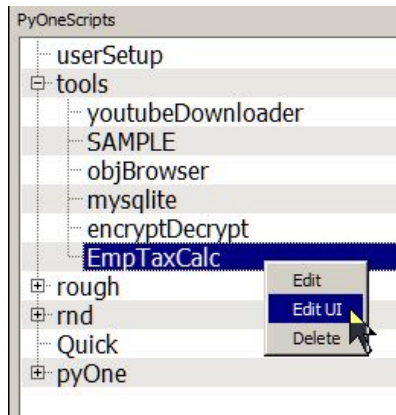 PyOneScripts
userSetup
tools
youtubeDownloader
SAMPLE
objBrowser
mysqlite
encryptDecrypt
EmpTaxCalc
rough
rnd
Quick
pyOne
Edit
Edit UI
Delete